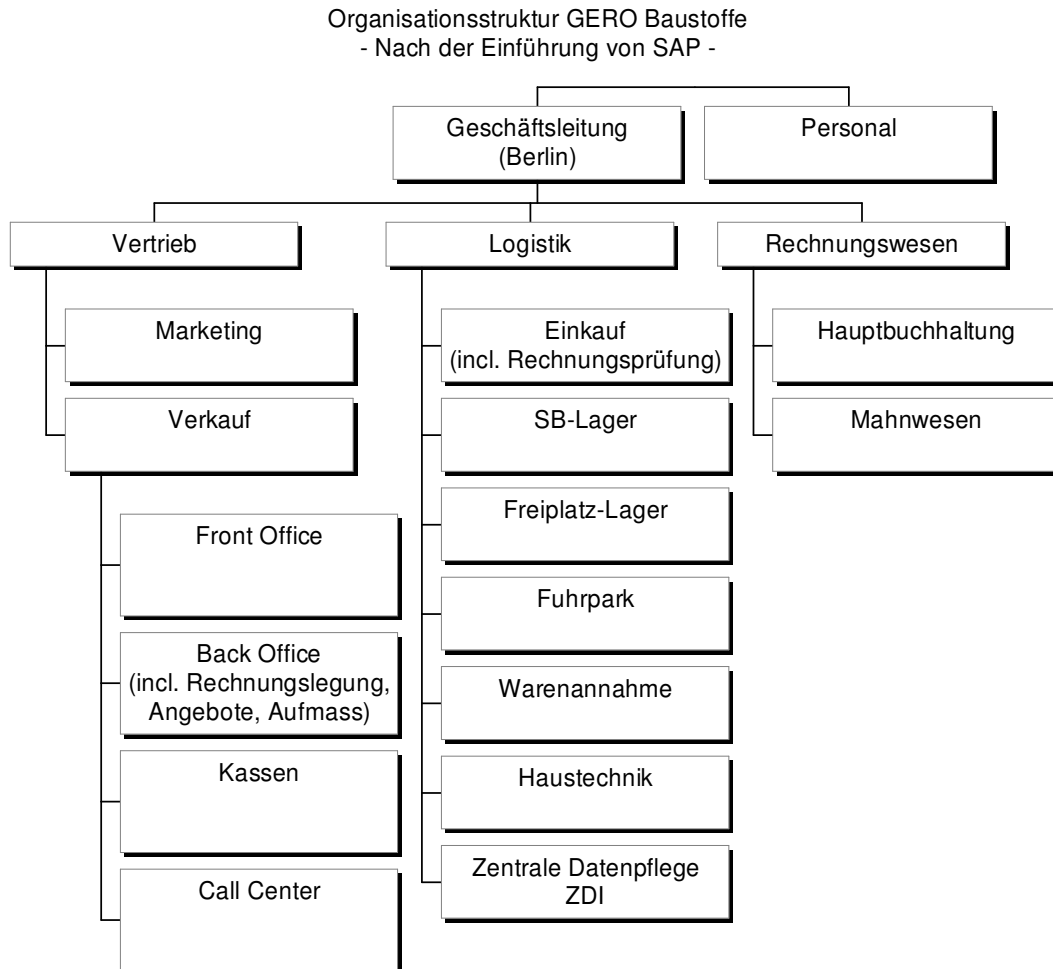 Organisationsstruktur GERO Baustoffe
- Nach der Einführung von SAP -
Geschäftsleitung
(Berlin)
Personal
Vertrieb
Logistik
Rechnungswesen
Marketing
Verkauf
Front Office
Back Office
(incl. Rechnungslegung,
Angebote, Aufmass)
Kassen
Call Center
Einkauf
(incl. Rechnungsprüfung)
SB-Lager
Freiplatz-Lager
Fuhrpark
Warenannahme
Haustechnik
Zentrale Datenpflege
ZDI
Hauptbuchhaltung
Mahnwesen